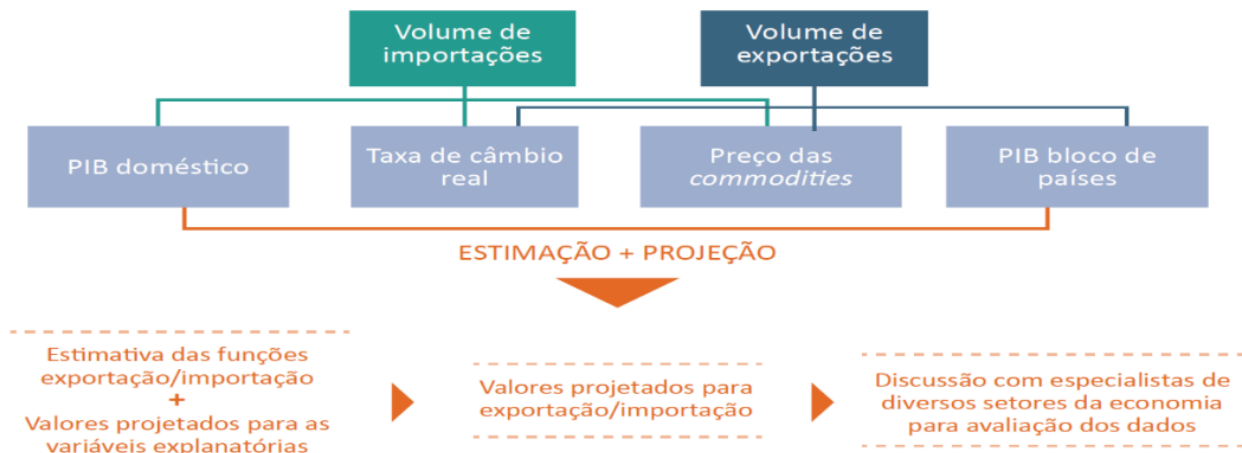 Volume de
importações
Volume de
exportações
PIB doméstico
Taxa de câmbio
real
Preço das
commodities
PIB bloco de
países
ESTIMAÇÃO + PROJEÇÃO
Estimativa das funções
exportação/importação
+
Valores projetados para as
variáveis explanatórias
Valores projetados para
exportação/importação
Discussão com especialistas de
diversos setores da economia
para avaliação dos dados